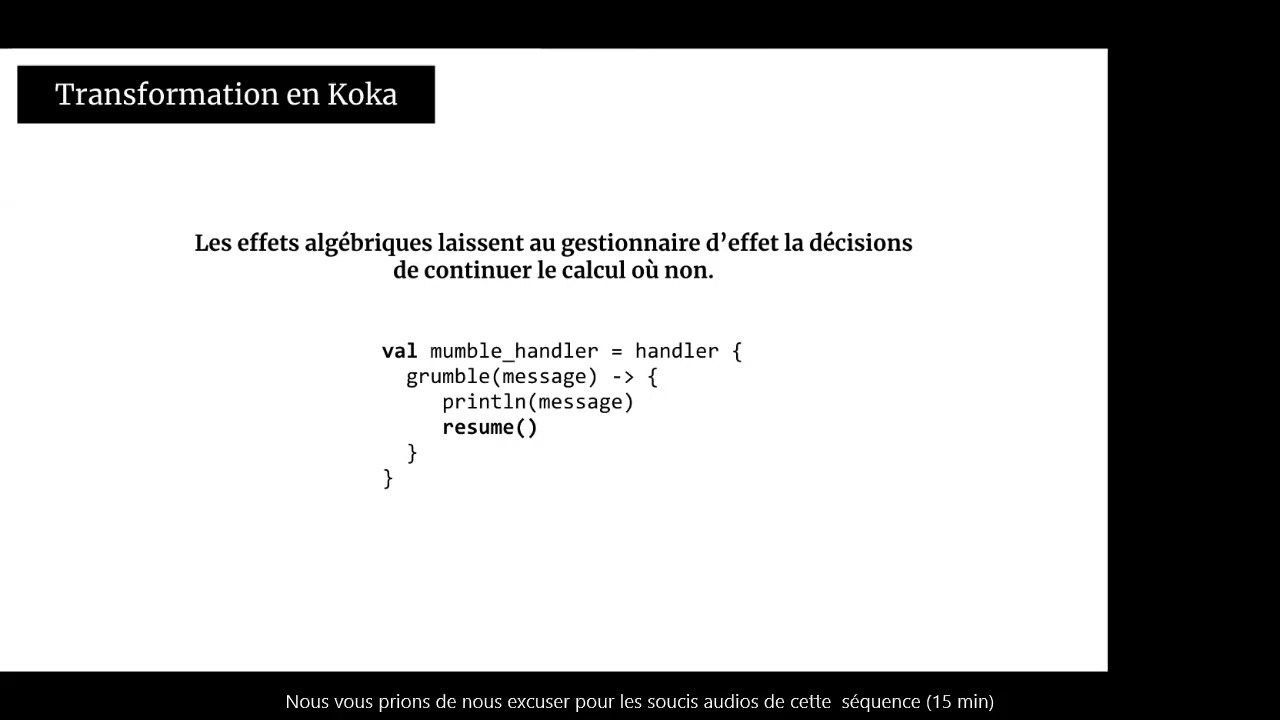 Transformation en Koka
Les effets algébriques laissent au gestionnaire d’effet la décisions
de continuer le calcul où non.
val mumble_handler = handler {
grumble(message) -> {
println(message)
resume()
}
}
Nous vous prions de nous excuser pour les soucis audios de cette séquence (15 min)